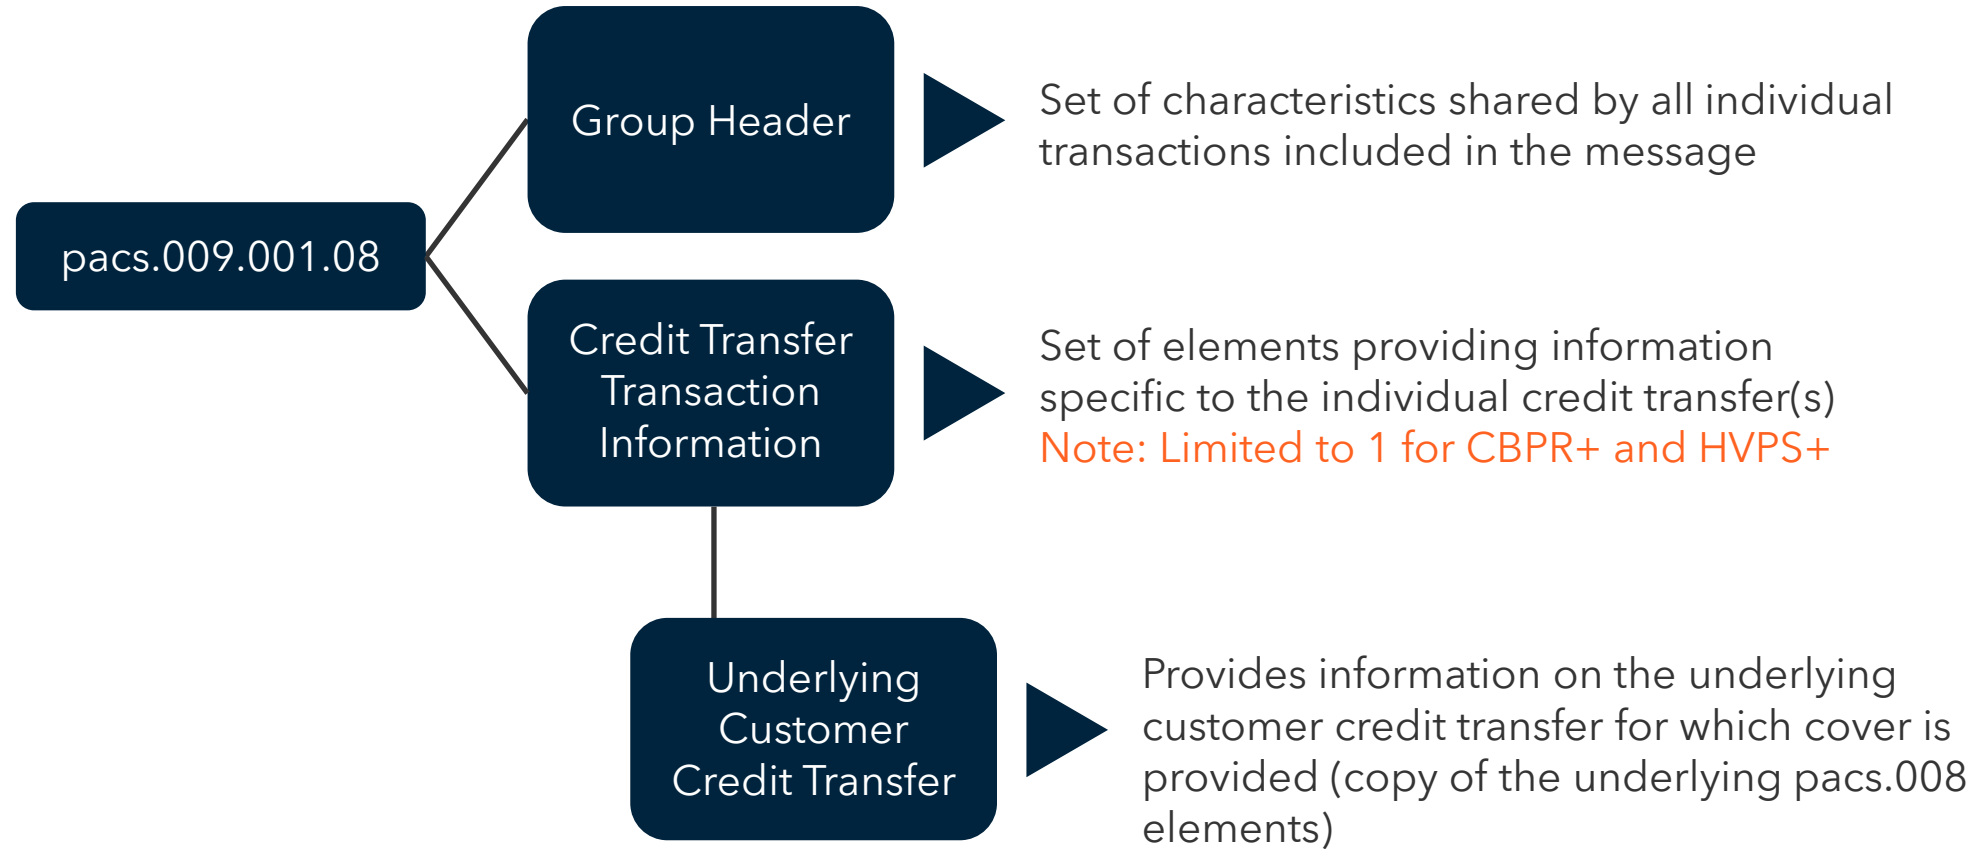 pacs.009.001.08
Group Header
Set of characteristics shared by all individual
transactions included in the message
Credit Transfer
Transaction
Information
Set of elements providing information
specific to the individual credit transfer(s)
Note: Limited to 1 for CBPR+ and HVPS+
Underlying
Customer
Credit Transfer
Provides information on the underlying
customer credit transfer for which cover is
provided (copy of the underlying pacs.008
elements)